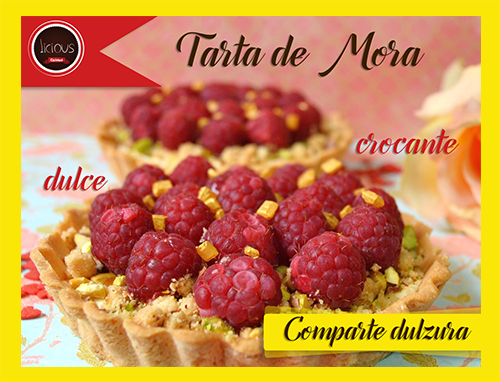 licious
Tarta de Mora
crocante
dulce
Comparte dulzura